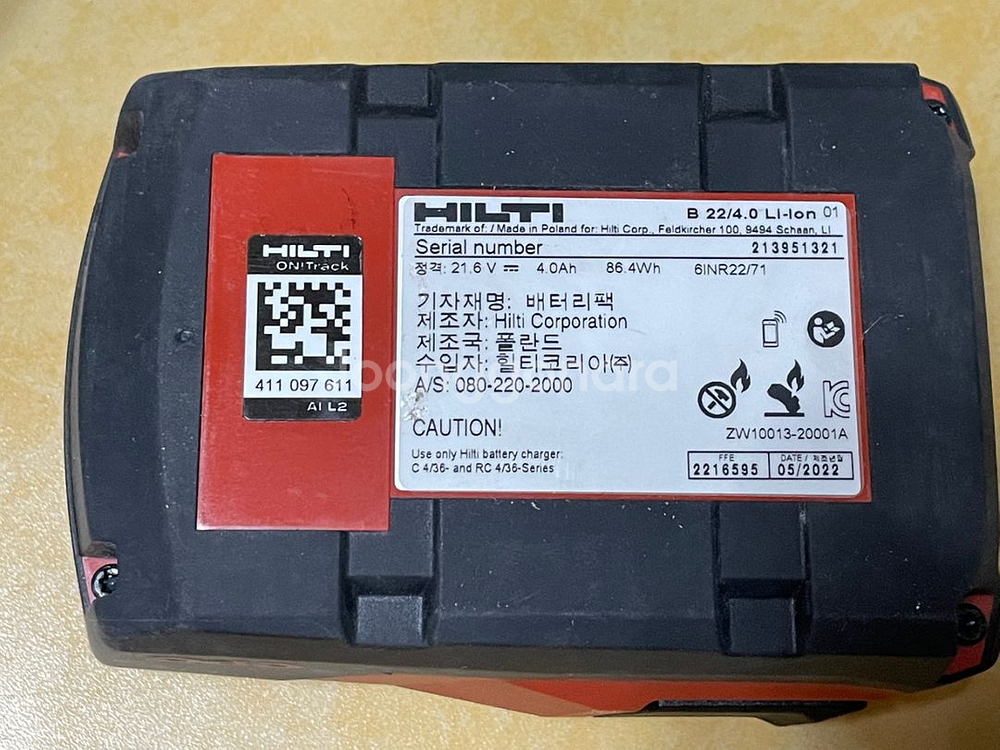 HILTI
ON!Track
411 097 611
AI L2
HILTI B 22/4.0 Li-Ion 01
Trademark of: / Made in Poland for: Hilti Corp., Feldkircher 100, 9494 Schaan, LI
Serial number 213951321
정격: 21.6 V 4.0Ah 86.4Wh 6INR22/71
기자재명: 배터리팩
제조자: Hilti Corporation
제조국: 폴란드
수입자: 힐티코리아(주)
A/S: 080-220-2000
CAUTION!
ZW10013-20001A
Use only Hilti battery charger:
C 4/36- and RC 4/36-Series
FFE DATE / 제조년월
2216595 05/2022